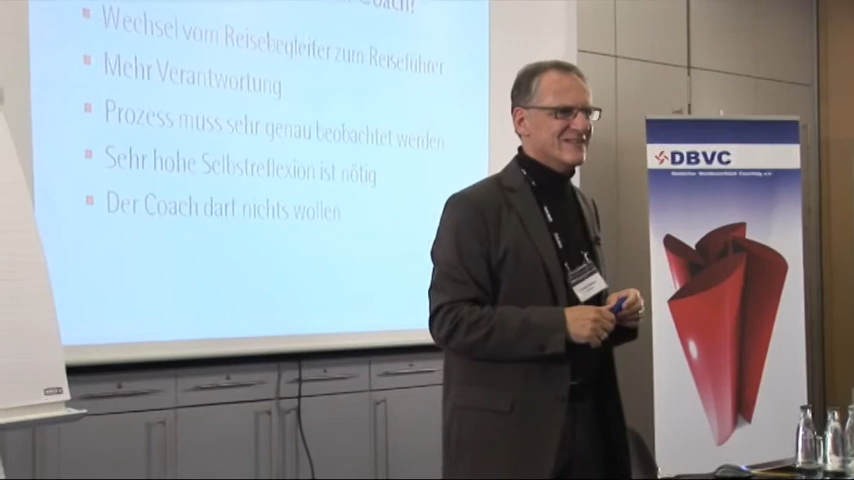 Coach?
Wechsel vom Reisebegleiter zum Reiseführer
Mehr Verantwortung
Prozess muss sehr genau beobachtet werden
Sehr hohe Selbstreflexion ist nötig
Der Coach darf nichts wollen
DBVC